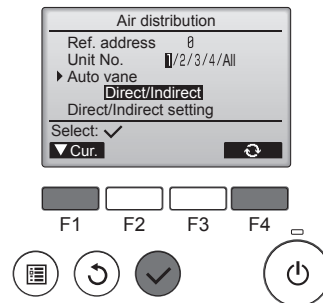 Air distribution
Ref. address 0
Unit No. 1/2/3/4/All
Auto vane
Direct/Indirect
Direct/Indirect setting
Select: ✓
▼ Cur.
F1 F2 F3 F4